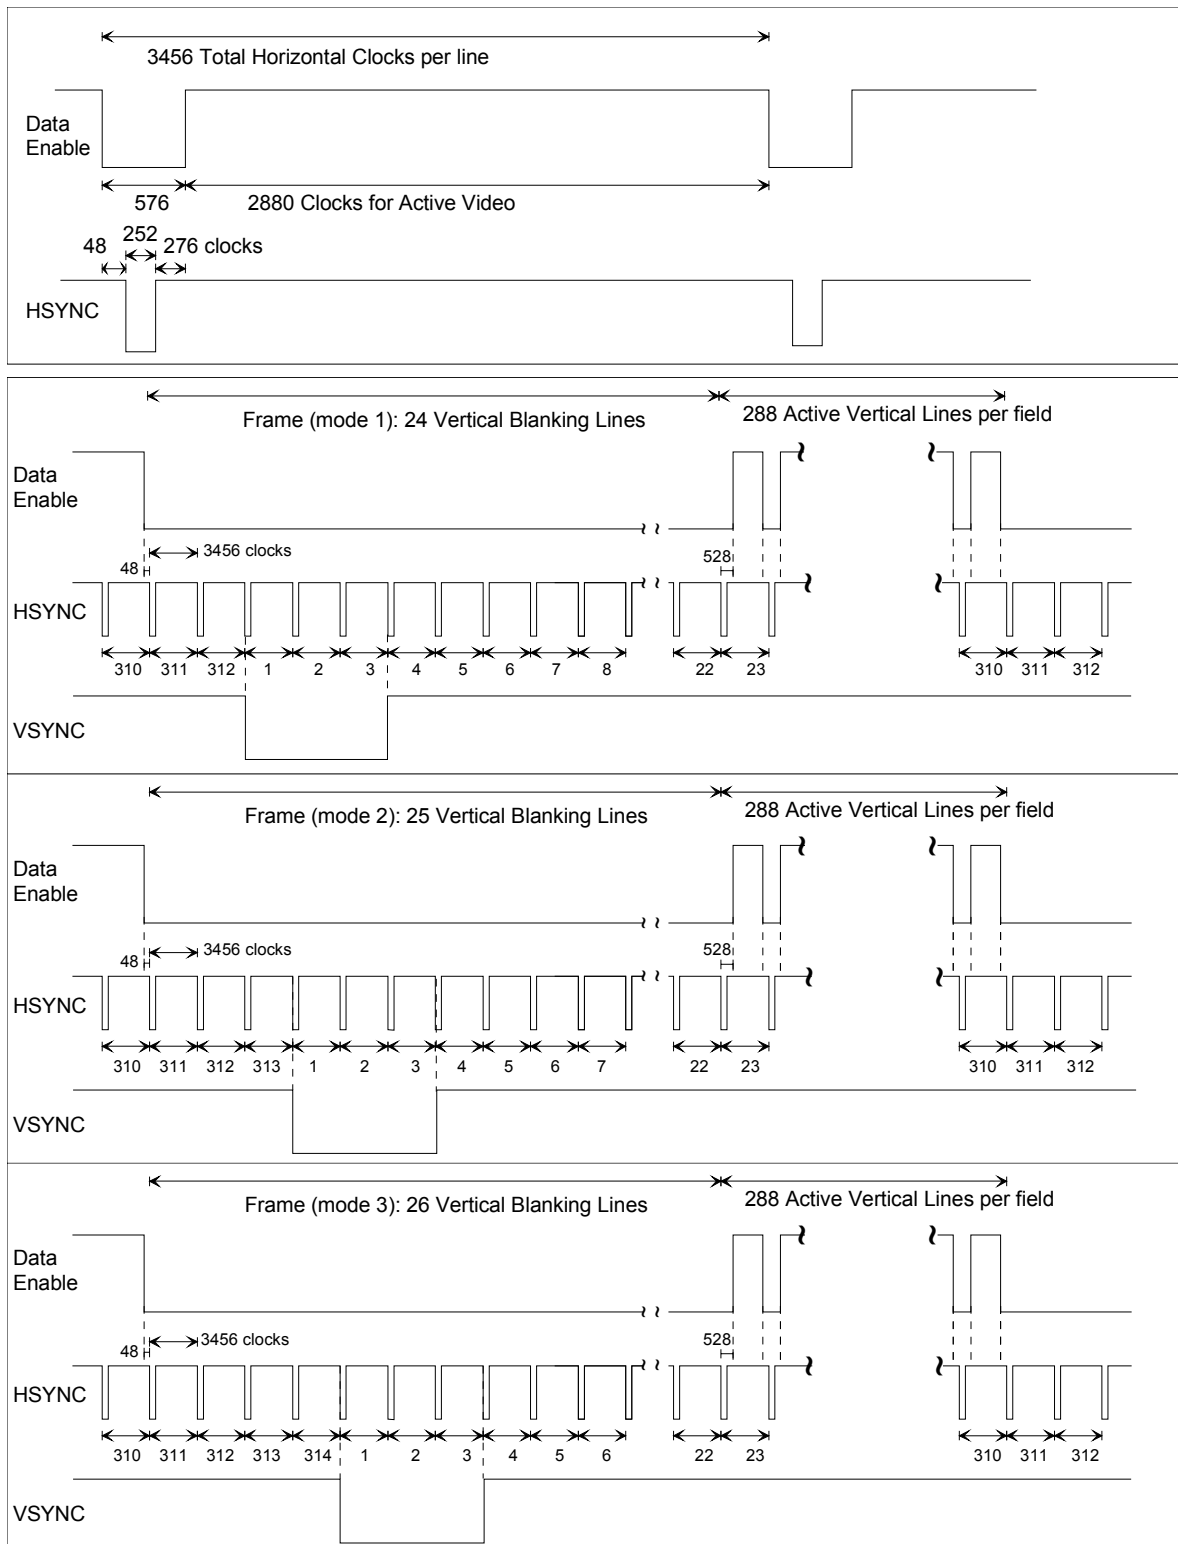 3456 Total Horizontal Clocks per line
Data
Enable
576 2880 Clocks for Active Video
252
48 276 clocks
HSYNC
Frame (mode 1): 24 Vertical Blanking Lines 288 Active Vertical Lines per field
Data
Enable
48 3456 clocks 528
HSYNC
310 311 312 1 2 3 4 5 6 7 8 22 23 310 311 312
VSYNC
Frame (mode 2): 25 Vertical Blanking Lines 288 Active Vertical Lines per field
Data
Enable
48 3456 clocks 528
HSYNC
310 311 312 313 1 2 3 4 5 6 7 22 23 310 311 312
VSYNC
Frame (mode 3): 26 Vertical Blanking Lines 288 Active Vertical Lines per field
Data
Enable
48 3456 clocks 528
HSYNC
310 311 312 313 314 1 2 3 4 5 6 22 23 310 311 312
VSYNC